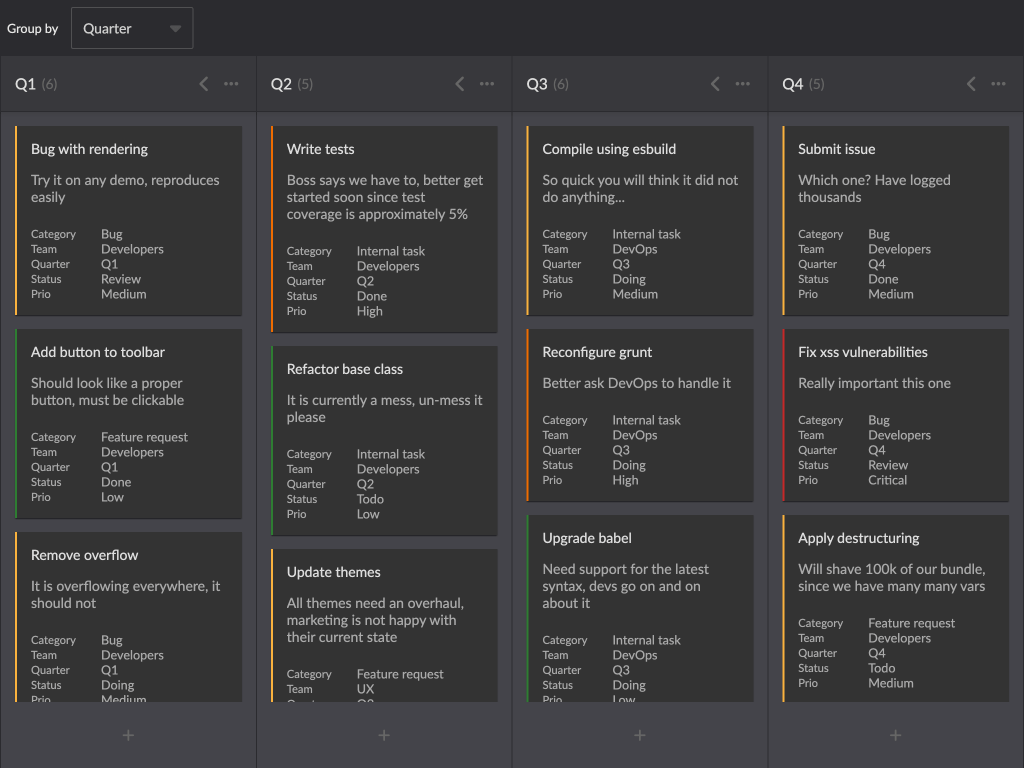 Group by Quarter
Q1 (6)
Bug with rendering
Try it on any demo, reproduces
easily
Category Bug
Team Developers
Quarter Q1
Status Review
Prio Medium
Add button to toolbar
Should look like a proper
button, must be clickable
Category Feature request
Team Developers
Quarter Q1
Status Done
Prio Low
Remove overflow
It is overflowing everywhere, it
should not
Category Bug
Team Developers
Quarter Q1
Status Doing
Prio Medium
Q2 (5)
Write tests
Boss says we have to, better get
started soon since test
coverage is approximately 5%
Category Internal task
Team Developers
Quarter Q2
Status Done
Prio High
Refactor base class
It is currently a mess, un-mess it
please
Category Internal task
Team Developers
Quarter Q2
Status Todo
Prio Low
Update themes
All themes need an overhaul,
marketing is not happy with
their current state
Category Feature request
Team UX
Q3 (6)
Compile using esbuild
So quick you will think it did not
do anything...
Category Internal task
Team DevOps
Quarter Q3
Status Doing
Prio Medium
Reconfigure grunt
Better ask DevOps to handle it
Category Internal task
Team DevOps
Quarter Q3
Status Doing
Prio High
Upgrade babel
Need support for the latest
syntax, devs go on and on
about it
Category Internal task
Team DevOps
Quarter Q3
Status Doing
Prio Low
Q4 (5)
Submit issue
Which one? Have logged
thousands
Category Bug
Team Developers
Quarter Q4
Status Done
Prio Medium
Fix xss vulnerabilities
Really important this one
Category Bug
Team Developers
Quarter Q4
Status Review
Prio Critical
Apply destructuring
Will shave 100k of our bundle,
since we have many many vars
Category Feature request
Team Developers
Quarter Q4
Status Todo
Prio Medium